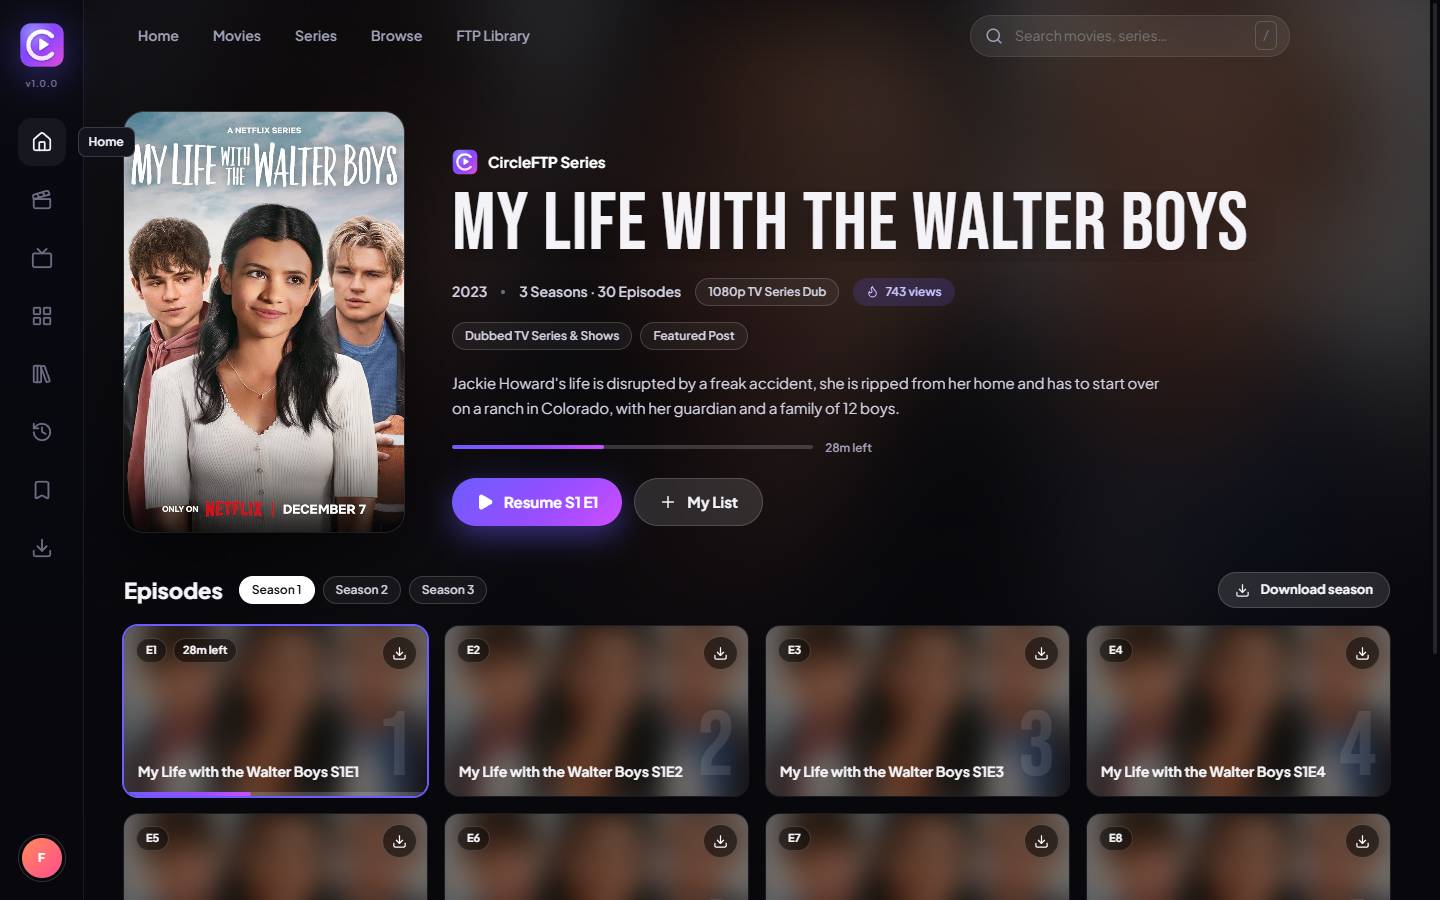 v1.0.0
Home Movies Series Browse FTP Library
Search movies, series... /
Home
A NETFLIX SERIES
MY LIFE WITH THE WALTER BOYS
ONLY ON NETFLIX | DECEMBER 7
CircleFTP Series
MY LIFE WITH THE WALTER BOYS
2023 • 3 Seasons · 30 Episodes 1080p TV Series Dub 743 views
Dubbed TV Series & Shows Featured Post
Jackie Howard's life is disrupted by a freak accident, she is ripped from her home and has to start over
on a ranch in Colorado, with her guardian and a family of 12 boys.
28m left
Resume S1 E1 + My List
Episodes Season 1 Season 2 Season 3 Download season
E1 28m left E2 E3 E4
1 2 3 4
My Life with the Walter Boys S1E1 My Life with the Walter Boys S1E2 My Life with the Walter Boys S1E3 My Life with the Walter Boys S1E4
E5 E6 E7 E8
F